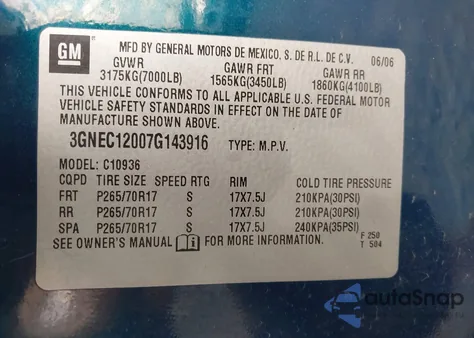 GM
MFD BY GENERAL MOTORS DE MEXICO, S. DE R.L. DE C.V. 06/06
GVWR GAWR FRT GAWR RR
3175KG(7000LB) 1565KG(3450LB) 1860KG(4100LB)
THIS VEHICLE CONFORMS TO ALL APPLICABLE U.S. FEDERAL MOTOR
VEHICLE SAFETY STANDARDS IN EFFECT ON THE DATE OF
MANUFACTURE SHOWN ABOVE.
3GNEC12007G143916 TYPE: M.P.V.
MODEL: C10936
CQPD TIRE SIZE SPEED RTG RIM COLD TIRE PRESSURE
FRT P265/70R17 S 17X7.5J 210KPA(30PSI)
RR P265/70R17 S 17X7.5J 210KPA(30PSI)
SPA P265/70R17 S 17X7.5J 240KPA(35PSI)
SEE OWNER'S MANUAL i FOR MORE INFORMATION. F 250
T 504
autoSnap